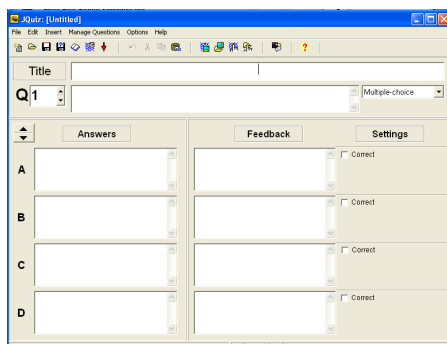 JQuiz: [Untitled]
File Edit Insert Manage Questions Options Help
Title
Q 1 Multiple-choice
Answers Feedback Settings
A Correct
B Correct
C Correct
D Correct